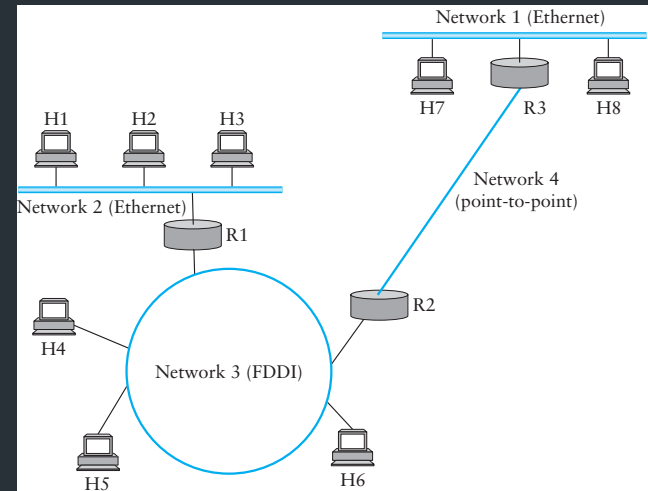 Network 1 (Ethernet)
H7
R3
H8
H1
H2
H3
Network 4
(point-to-point)
Network 2 (Ethernet)
R1
R2
H4
Network 3 (FDDI)
H5
H6